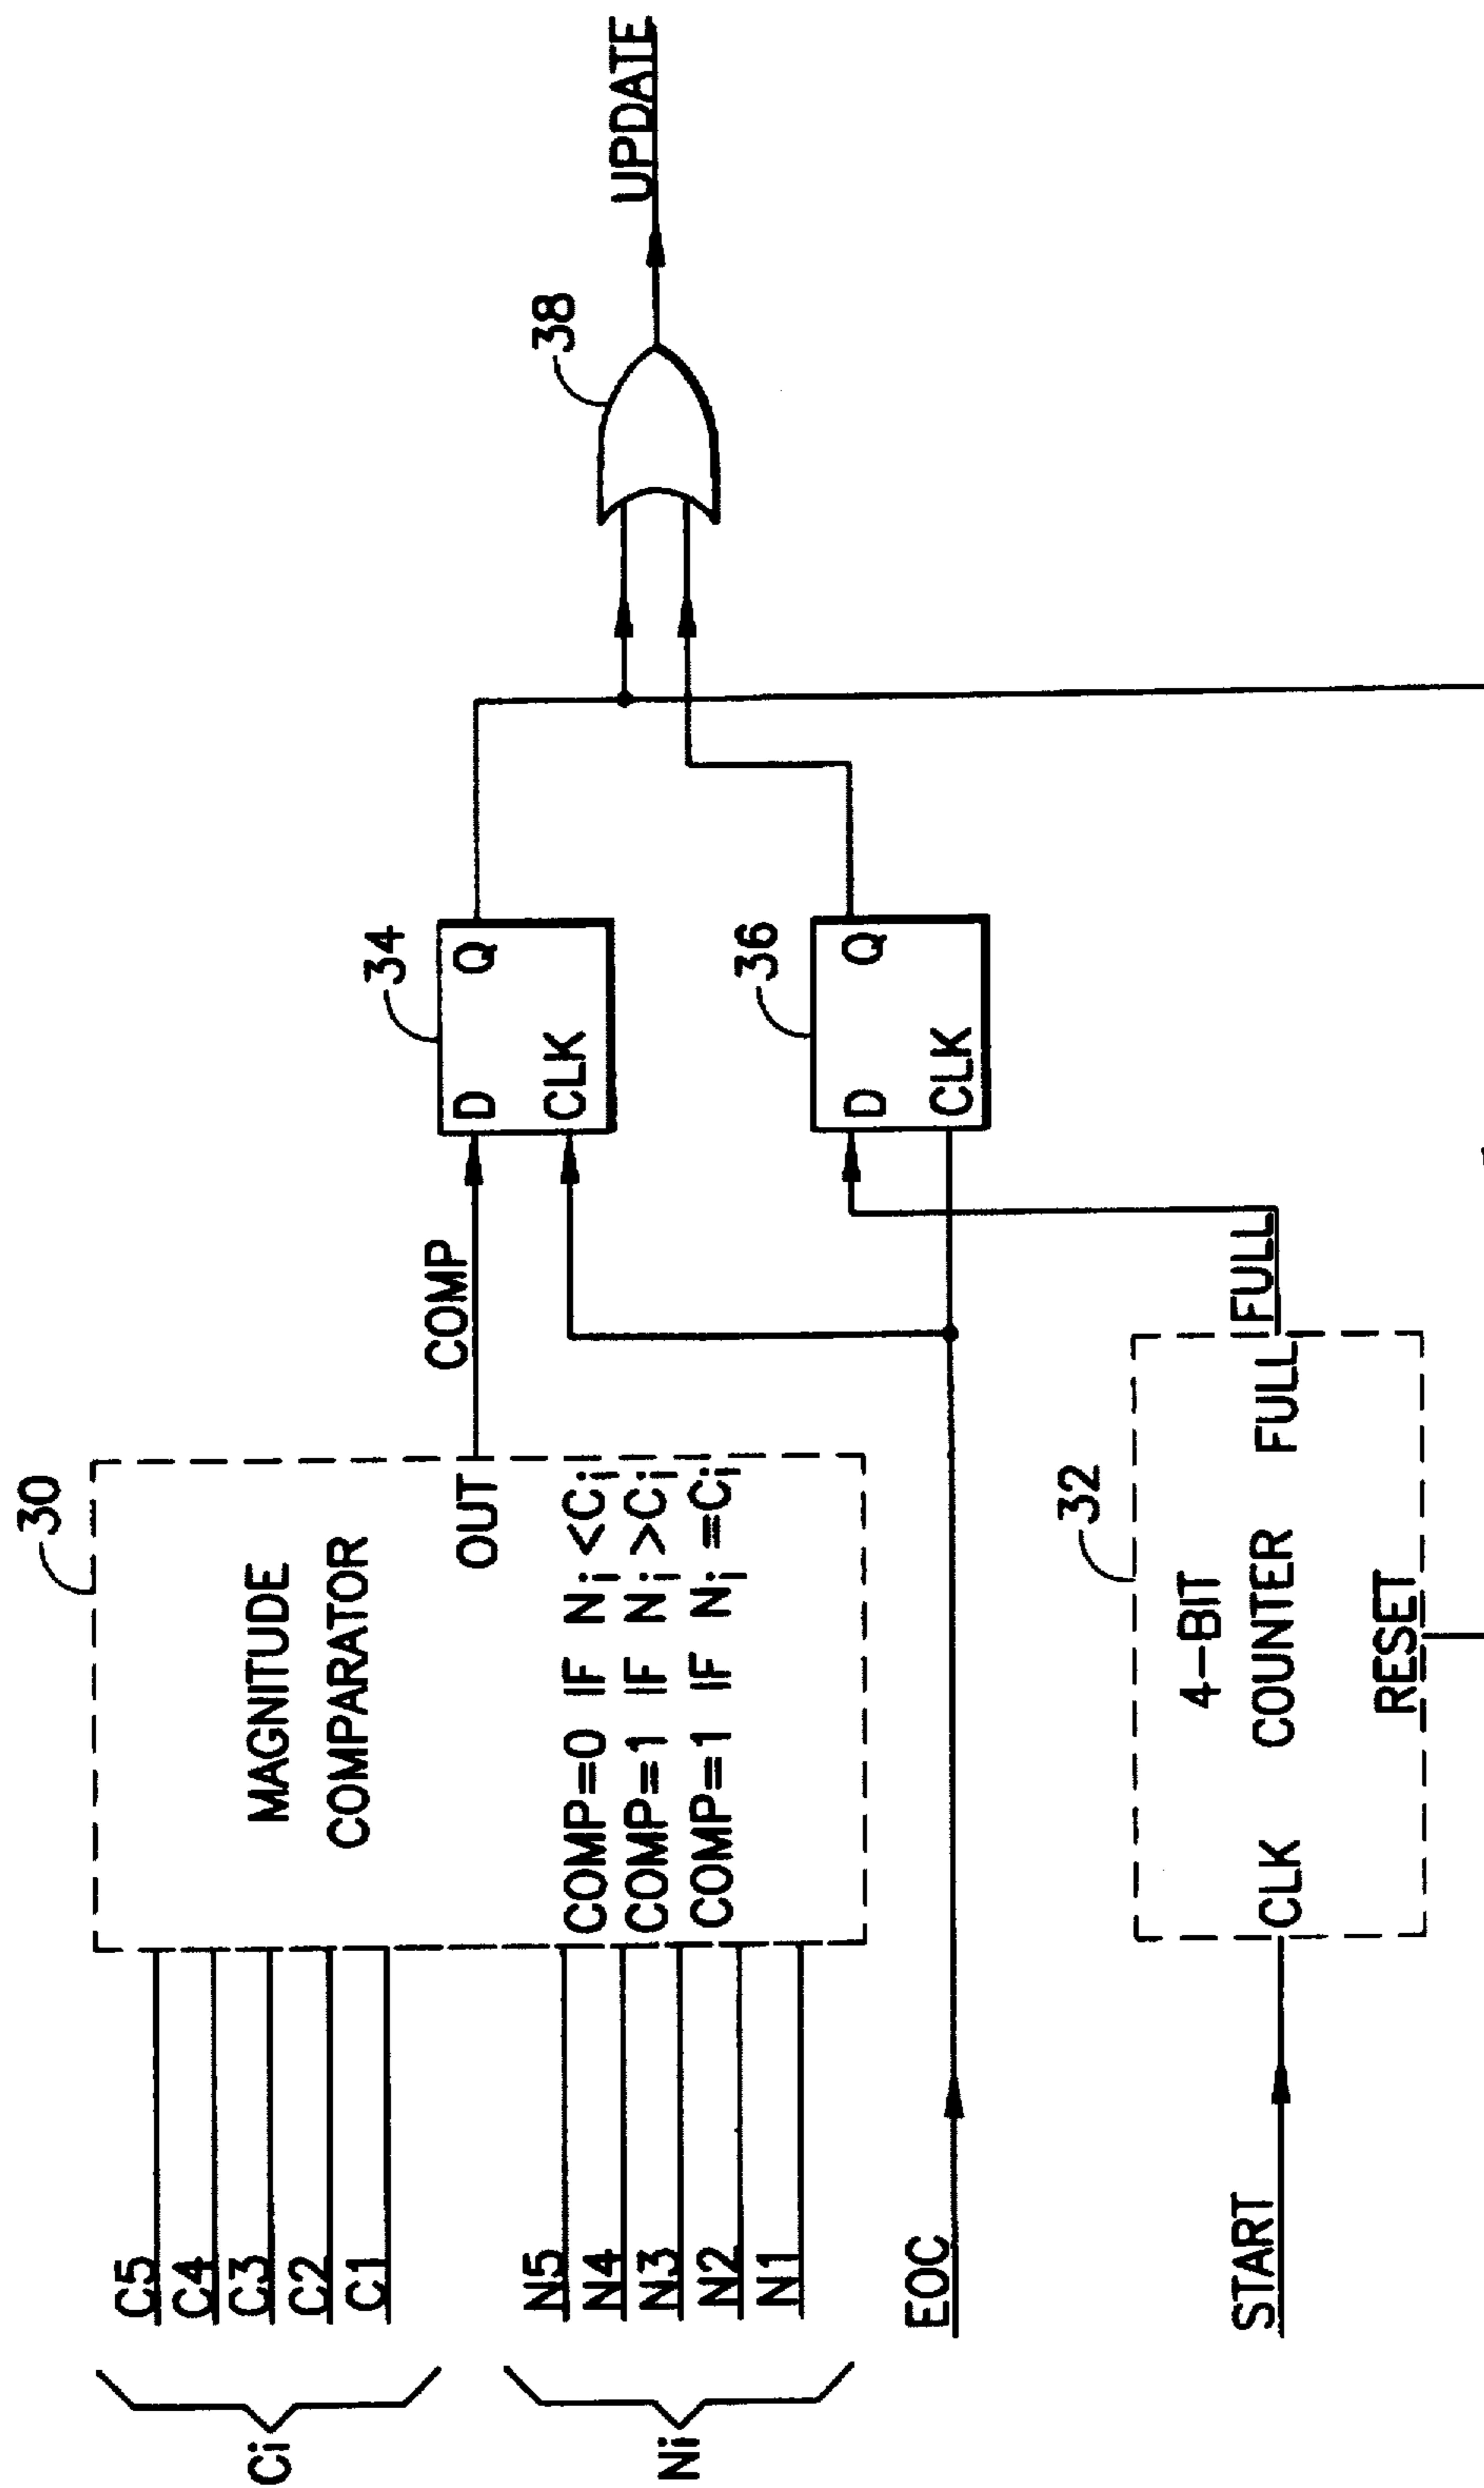 30
MAGNITUDE
COMPARATOR
OUT
COMP=0 IF Ni <Ci
COMP=1 IF Ni >Ci
COMP=1 IF Ni =Ci
Ci
C5
C4
C3
C2
C1
Ni
N5
N4
N3
N2
N1
COMP
34
D Q
CLK
36
D Q
CLK
38
UPDATE
EOC
32
4-BIT
CLK COUNTER FULL
RESET
FULL
START